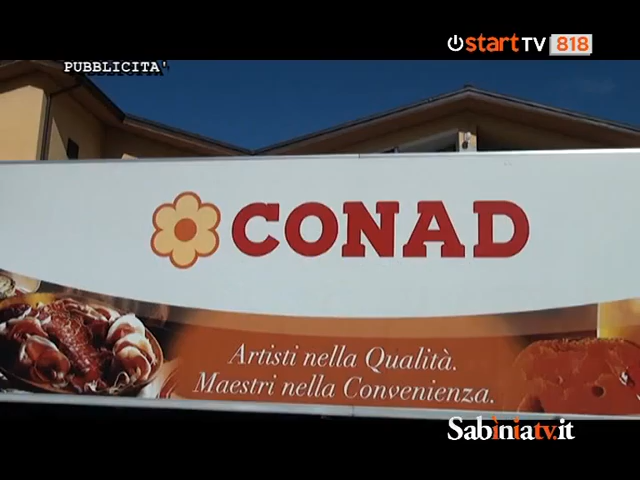 startTV 818
PUBBLICITA'
CONAD
Artisti nella Qualità.
Maestri nella Convenienza.
Sabiniatv.it